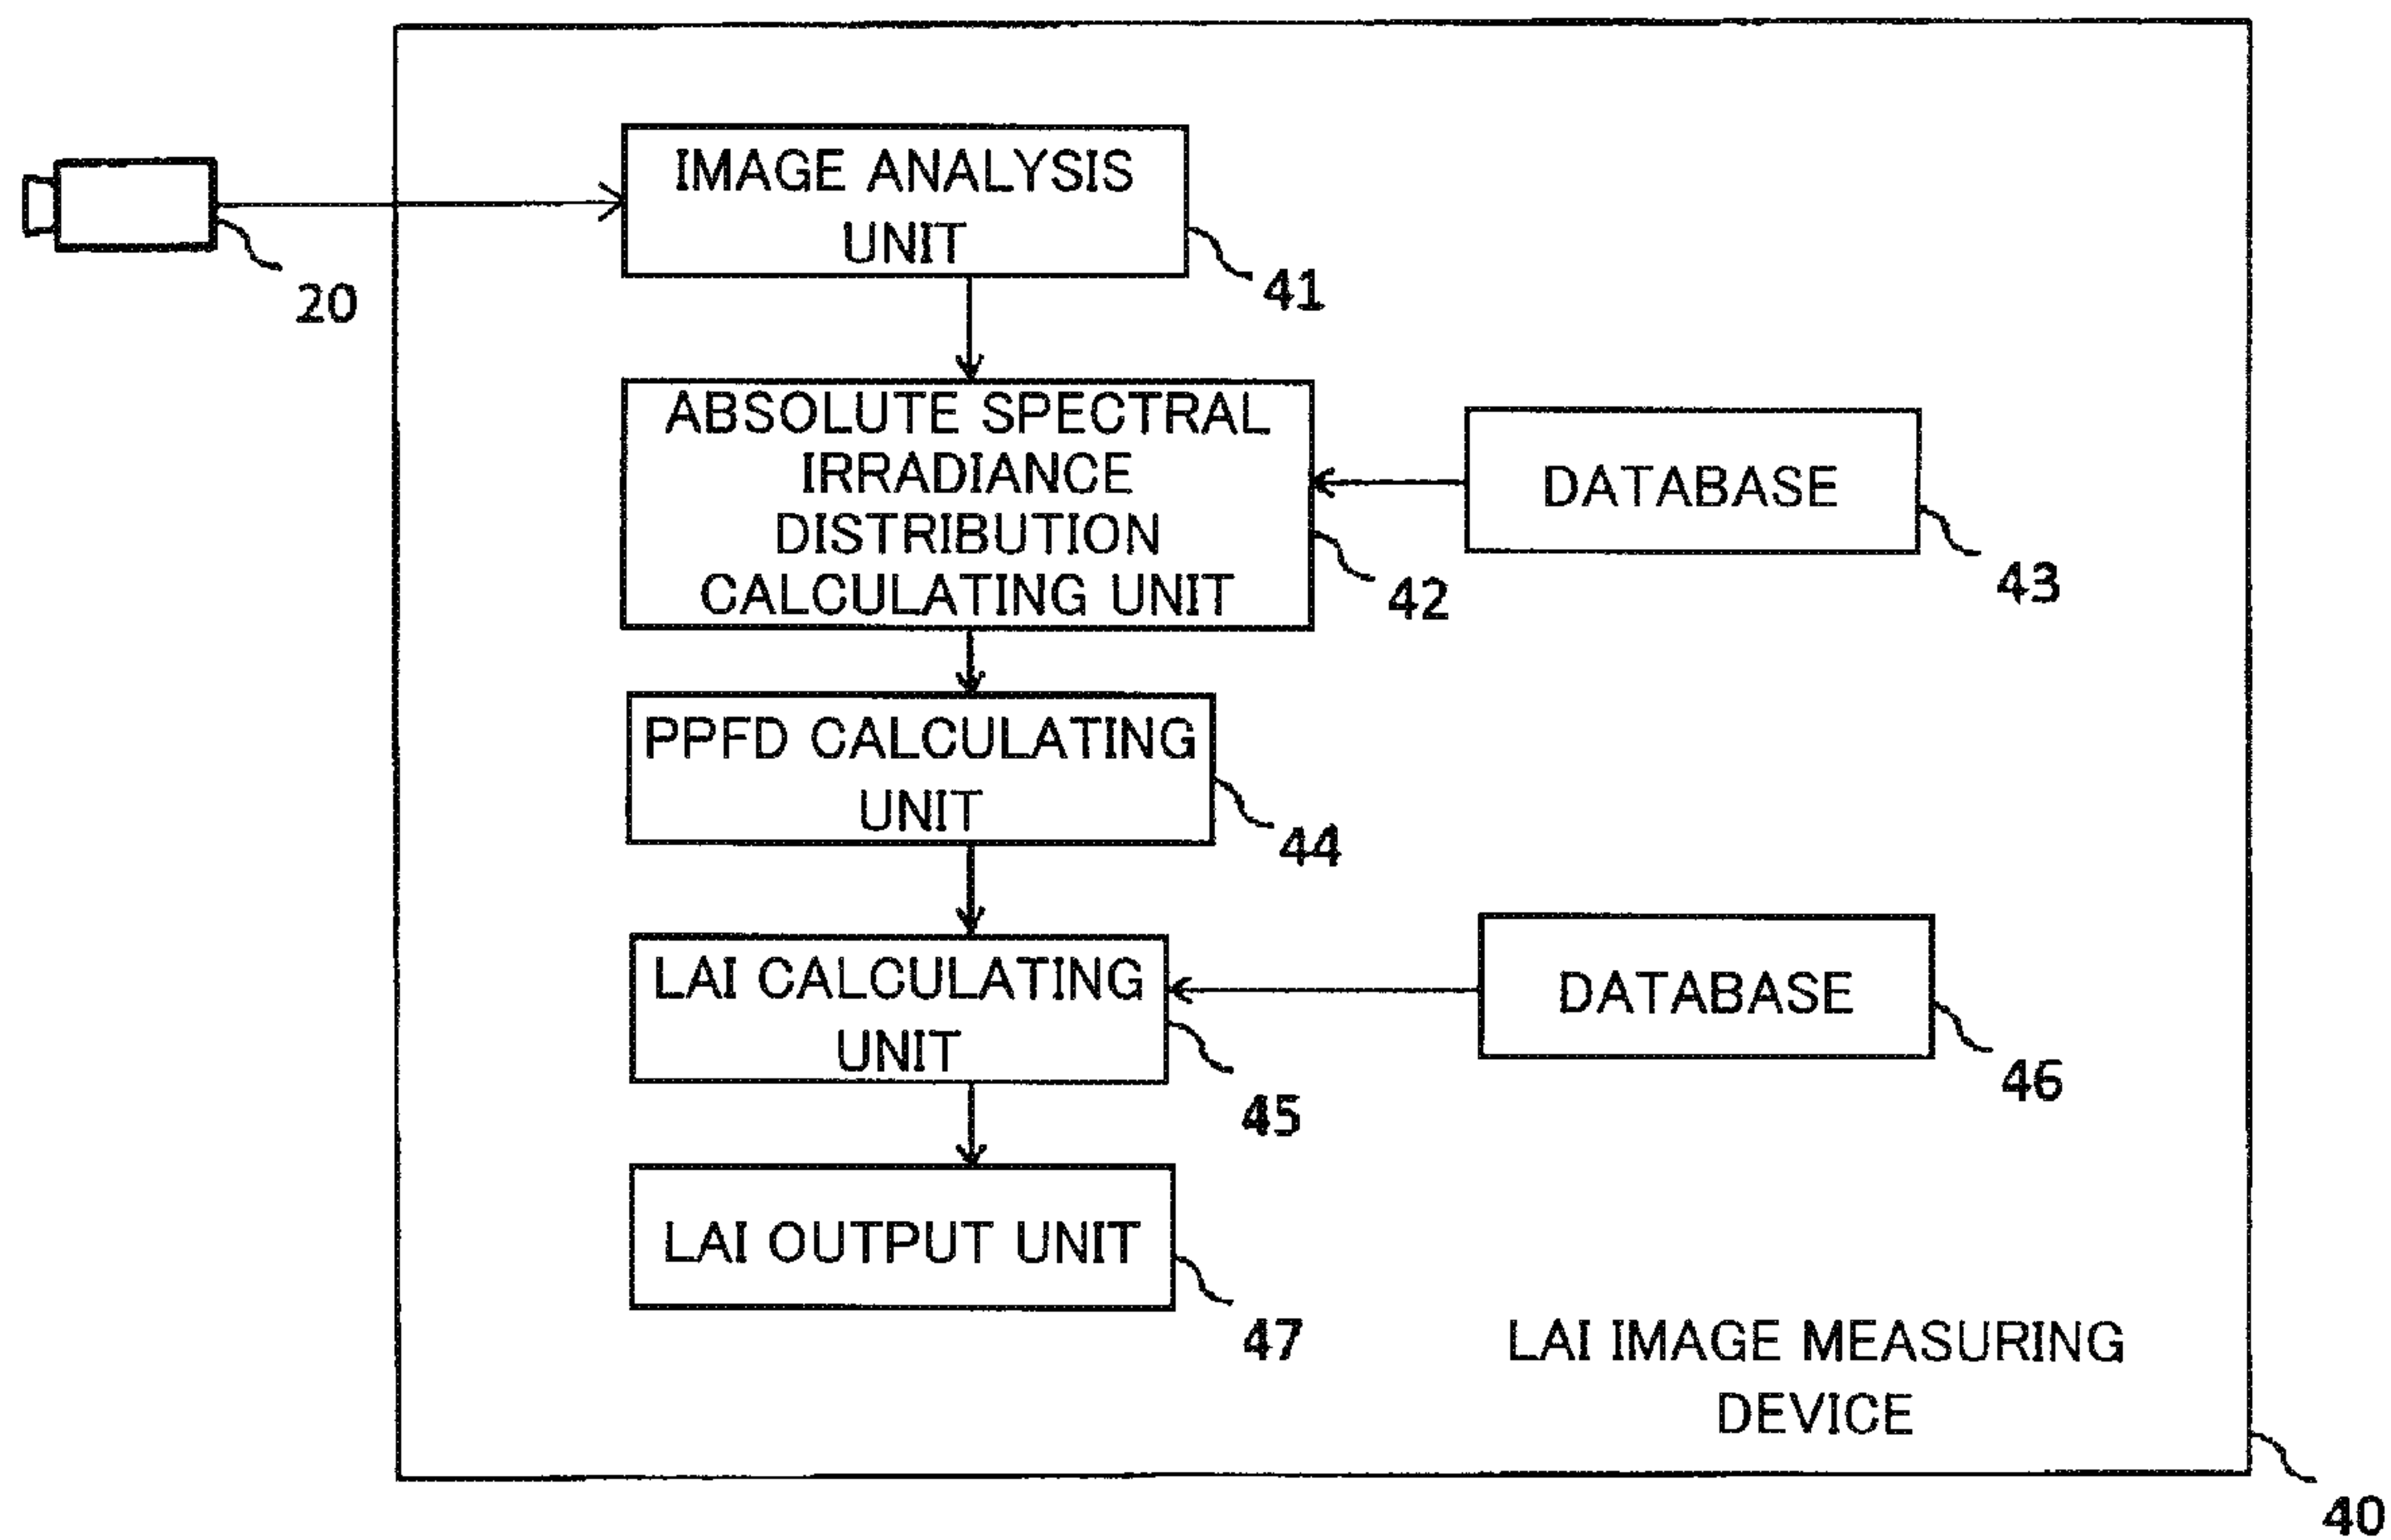 IMAGE ANALYSIS
UNIT
41
20
ABSOLUTE SPECTRAL
IRRADIANCE
DISTRIBUTION
CALCULATING UNIT
42
DATABASE
43
PPFD CALCULATING
UNIT
44
LAI CALCULATING
UNIT
45
DATABASE
46
LAI OUTPUT UNIT
47
LAI IMAGE MEASURING
DEVICE
40